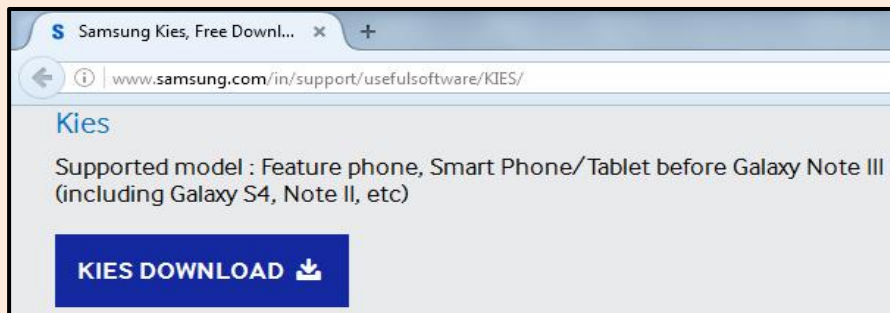 S Samsung Kies, Free Downl... × +
www.samsung.com/in/support/usefulsoftware/KIES/
Kies
Supported model : Feature phone, Smart Phone/Tablet before Galaxy Note III
(including Galaxy S4, Note II, etc)
KIES DOWNLOAD